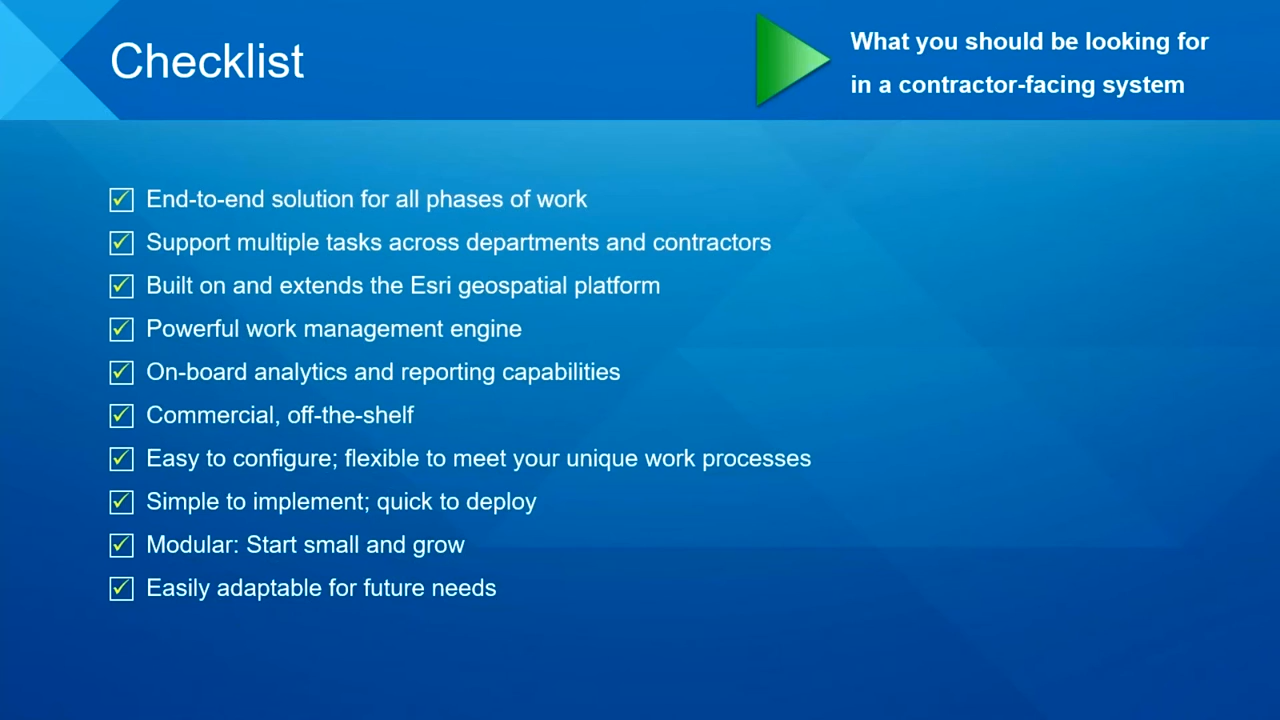 Checklist
What you should be looking for
in a contractor-facing system
End-to-end solution for all phases of work
Support multiple tasks across departments and contractors
Built on and extends the Esri geospatial platform
Powerful work management engine
On-board analytics and reporting capabilities
Commercial, off-the-shelf
Easy to configure; flexible to meet your unique work processes
Simple to implement; quick to deploy
Modular: Start small and grow
Easily adaptable for future needs